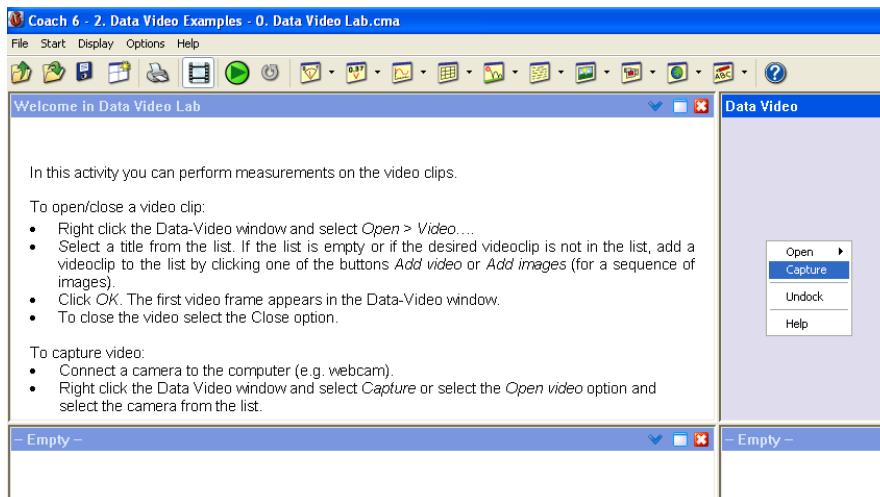 Coach 6 - 2. Data Video Examples - 0. Data Video Lab.cma
File Start Display Options Help
0.37
ABC
Welcome in Data Video Lab
Data Video
In this activity you can perform measurements on the video clips.
To open/close a video clip:
• Right click the Data-Video window and select Open > Video....
• Select a title from the list. If the list is empty or if the desired videoclip is not in the list, add a
videoclip to the list by clicking one of the buttons Add video or Add images (for a sequence of
images).
• Click OK. The first video frame appears in the Data-Video window.
• To close the video select the Close option.
To capture video:
• Connect a camera to the computer (e.g. webcam).
• Right click the Data Video window and select Capture or select the Open video option and
select the camera from the list.
Open
Capture
Undock
Help
– Empty –
– Empty –